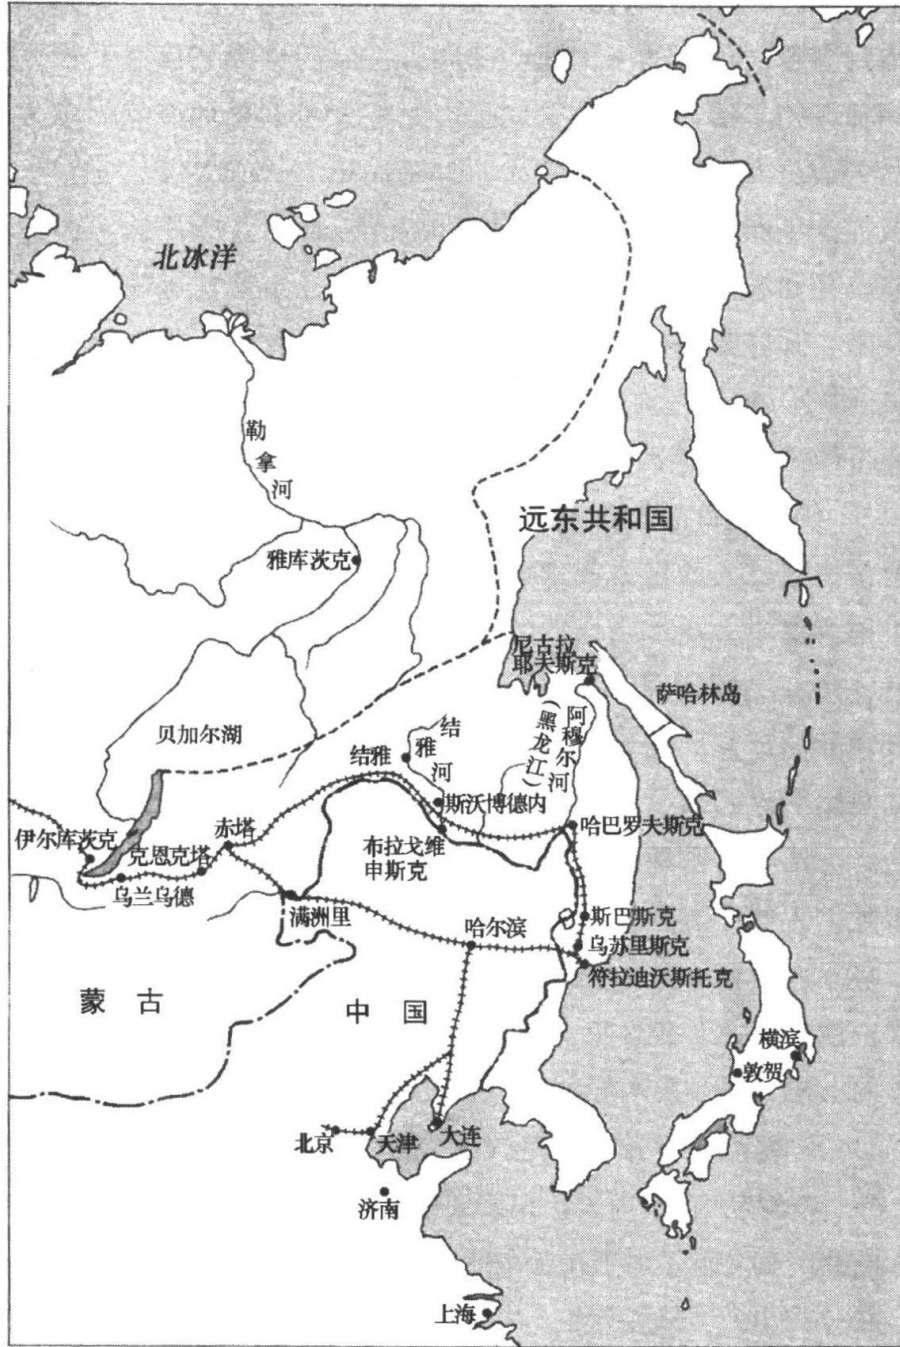 北冰洋
勒拿河
远东共和国
雅库茨克
尼古拉
耶夫斯克
萨哈林岛
贝加尔湖
结雅
结雅河
阿穆尔河
(黑龙江)
斯沃博德内
伊尔库茨克
克恩克塔
赤塔
布拉戈维
申斯克
哈巴罗夫斯克
乌兰乌德
满洲里
哈尔滨
斯巴斯克
乌苏里斯克
符拉迪沃斯托克
蒙古
中国
横滨
敦贺
北京
天津
大连
济南
上海